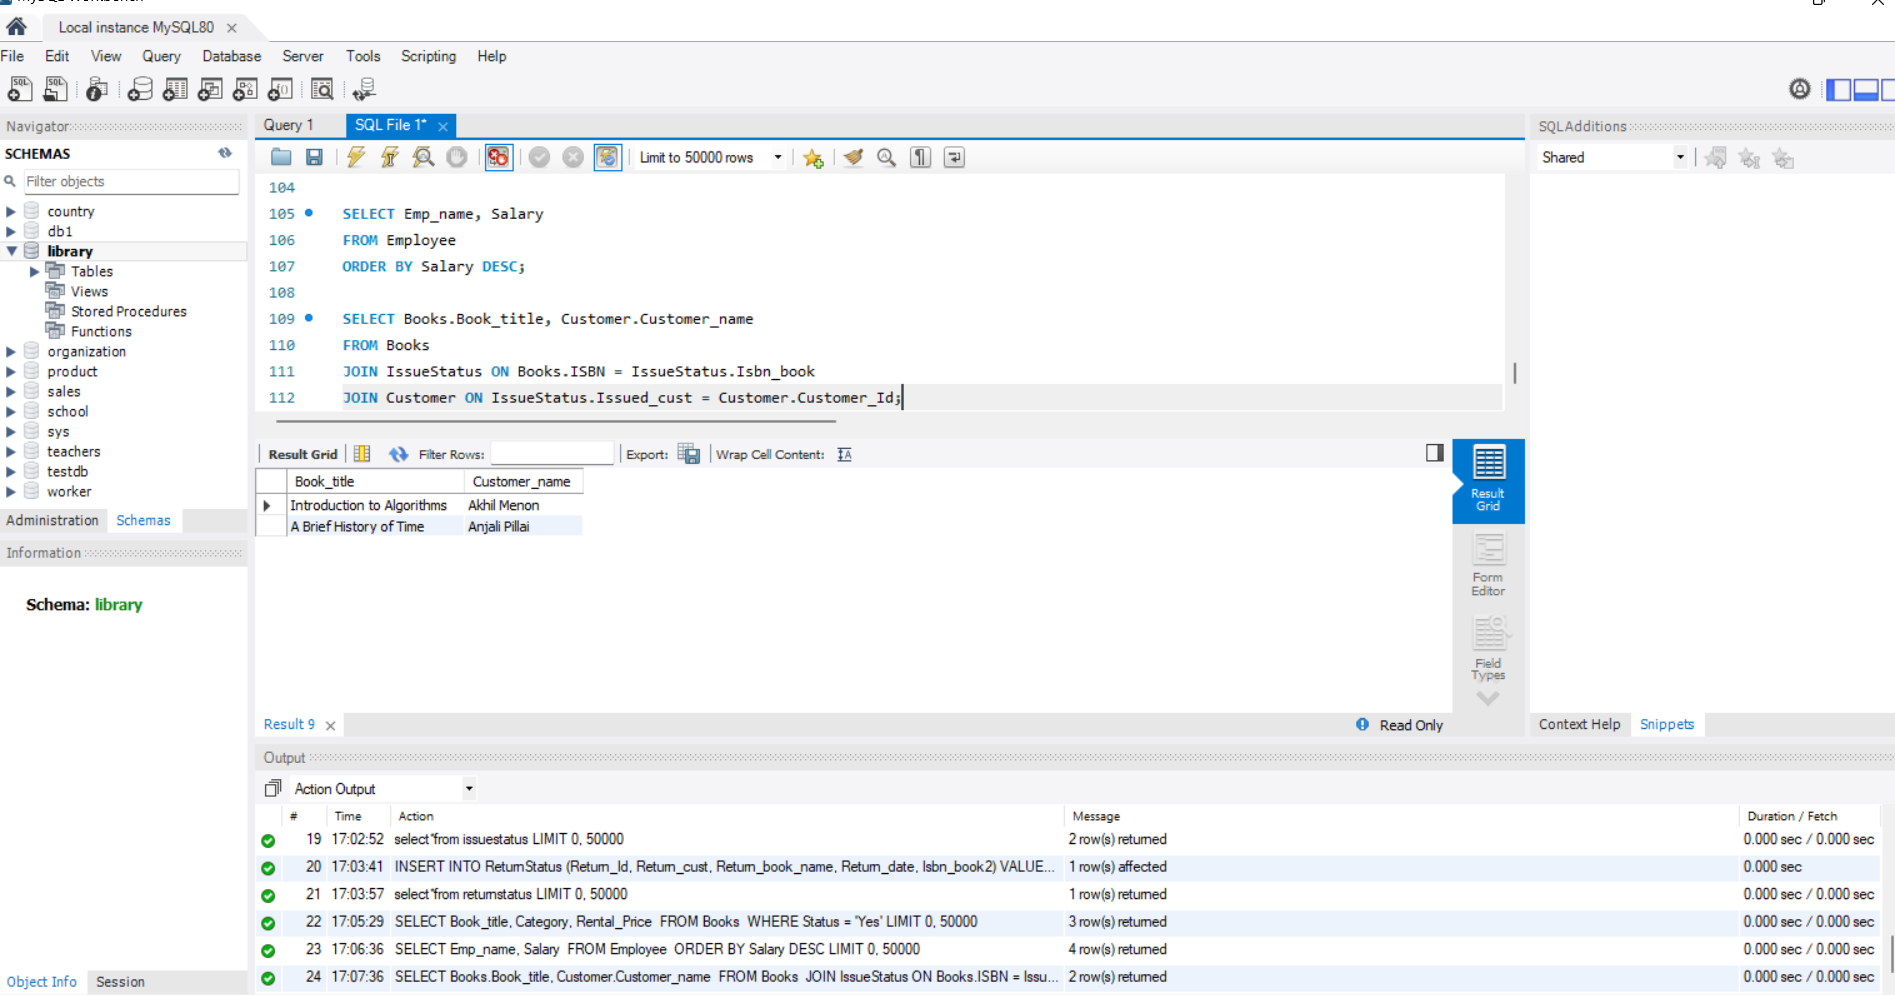 Local instance MySQL80
File Edit View Query Database Server Tools Scripting Help
Navigator
SCHEMAS
Filter objects
country
db1
library
Tables
Views
Stored Procedures
Functions
organization
product
sales
school
sys
teachers
testdb
worker
Administration Schemas
Information
Schema: library
Object Info Session
Query 1 SQL File 1*
Limit to 50000 rows
104
105 SELECT Emp_name, Salary
106 FROM Employee
107 ORDER BY Salary DESC;
108
109 SELECT Books.Book_title, Customer.Customer_name
110 FROM Books
111 JOIN IssueStatus ON Books.ISBN = IssueStatus.Isbn_book
112 JOIN Customer ON IssueStatus.Issued_cust = Customer.Customer_Id;
Result Grid Filter Rows: Export: Wrap Cell Content:
Book_title Customer_name
Introduction to Algorithms Akhil Menon
A Brief History of Time Anjali Pillai
Result Grid
Form Editor
Field Types
Result 9 Read Only
SQLAdditions
Shared
Context Help Snippets
Output
Action Output
# Time Action Message Duration / Fetch
19 17:02:52 select*from issuestatus LIMIT 0, 50000 2 row(s) returned 0.000 sec / 0.000 sec
20 17:03:41 INSERT INTO ReturnStatus (Return_Id, Return_cust, Return_book_name, Return_date, Isbn_book2) VALUE... 1 row(s) affected 0.000 sec
21 17:03:57 select*from returnstatus LIMIT 0, 50000 1 row(s) returned 0.000 sec / 0.000 sec
22 17:05:29 SELECT Book_title, Category, Rental_Price FROM Books WHERE Status = 'Yes' LIMIT 0, 50000 3 row(s) returned 0.000 sec / 0.000 sec
23 17:06:36 SELECT Emp_name, Salary FROM Employee ORDER BY Salary DESC LIMIT 0, 50000 4 row(s) returned 0.000 sec / 0.000 sec
24 17:07:36 SELECT Books.Book_title, Customer.Customer_name FROM Books JOIN IssueStatus ON Books.ISBN = Issu... 2 row(s) returned 0.000 sec / 0.000 sec